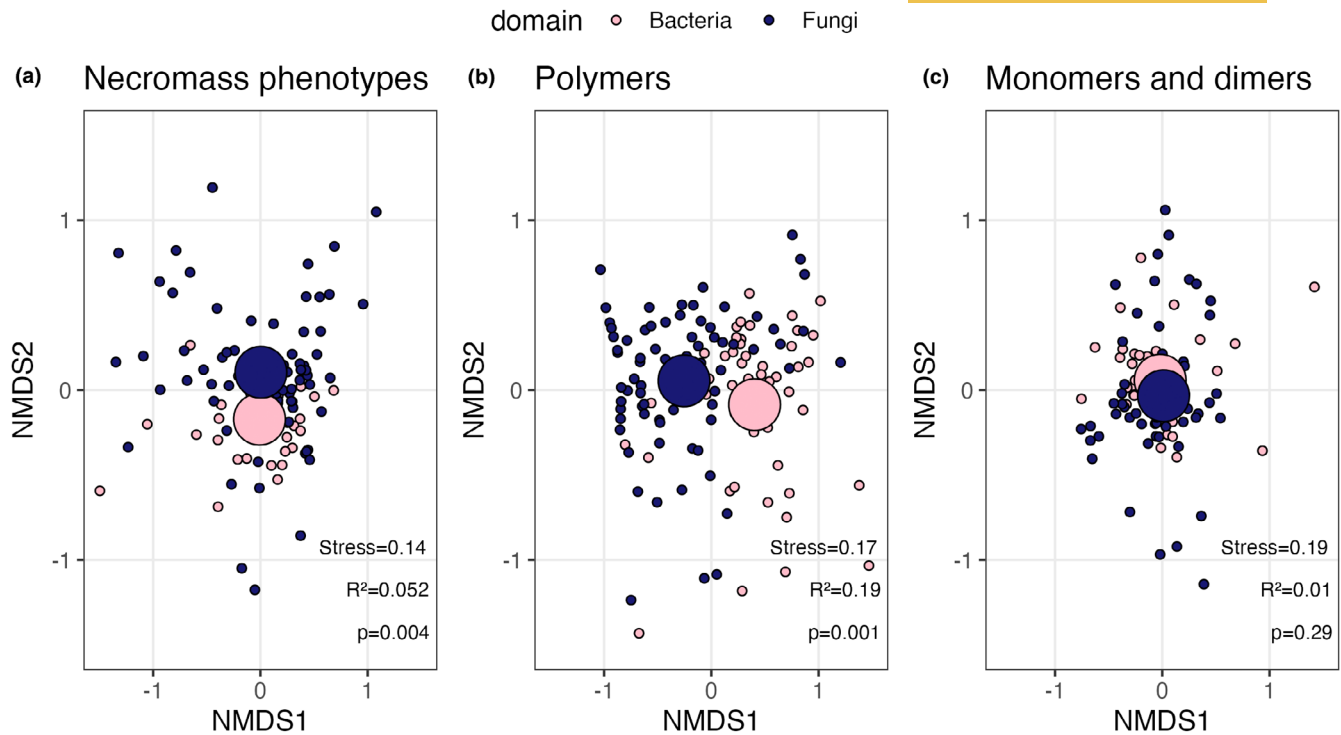 domain Bacteria Fungi
(a) Necromass phenotypes
NMDS2
1
0
-1
Stress=0.14
R²=0.052
p=0.004
-1 0 1
NMDS1
(b) Polymers
NMDS2
1
0
-1
Stress=0.17
R²=0.19
p=0.001
-1 0 1
NMDS1
(c) Monomers and dimers
NMDS2
1
0
-1
Stress=0.19
R²=0.01
p=0.29
-1 0 1
NMDS1